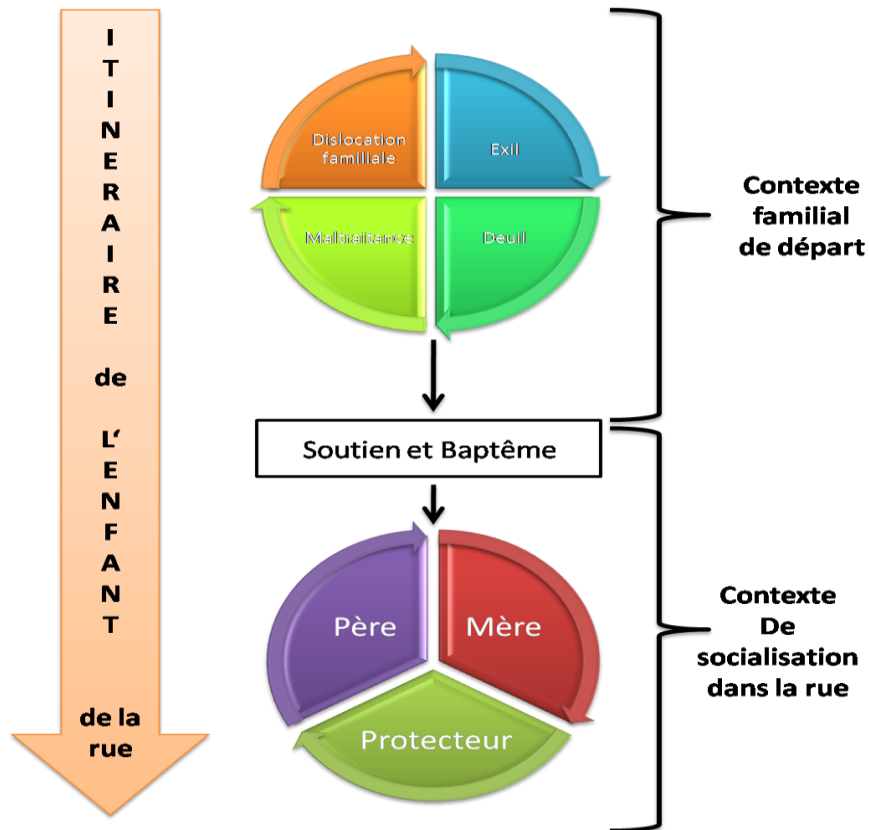 I
T
I
N
E
R
A
I
R
E
de
L'
E
N
F
A
N
T
de la
rue
Dislocation
familiale
Exil
Maltraitance
Deuil
Contexte
familial
de départ
Soutien et Baptême
Père
Mère
Protecteur
Contexte
De
socialisation
dans la rue